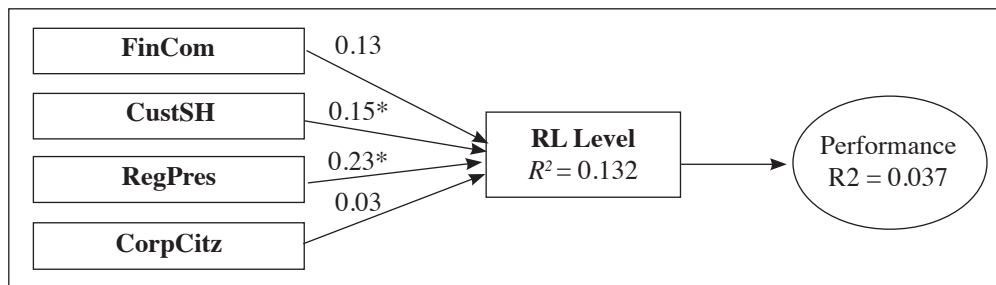 FinCom
0.13
CustSH
0.15*
RegPres
0.23*
CorpCitz
0.03
RL Level
R² = 0.132
Performance
R2 = 0.037